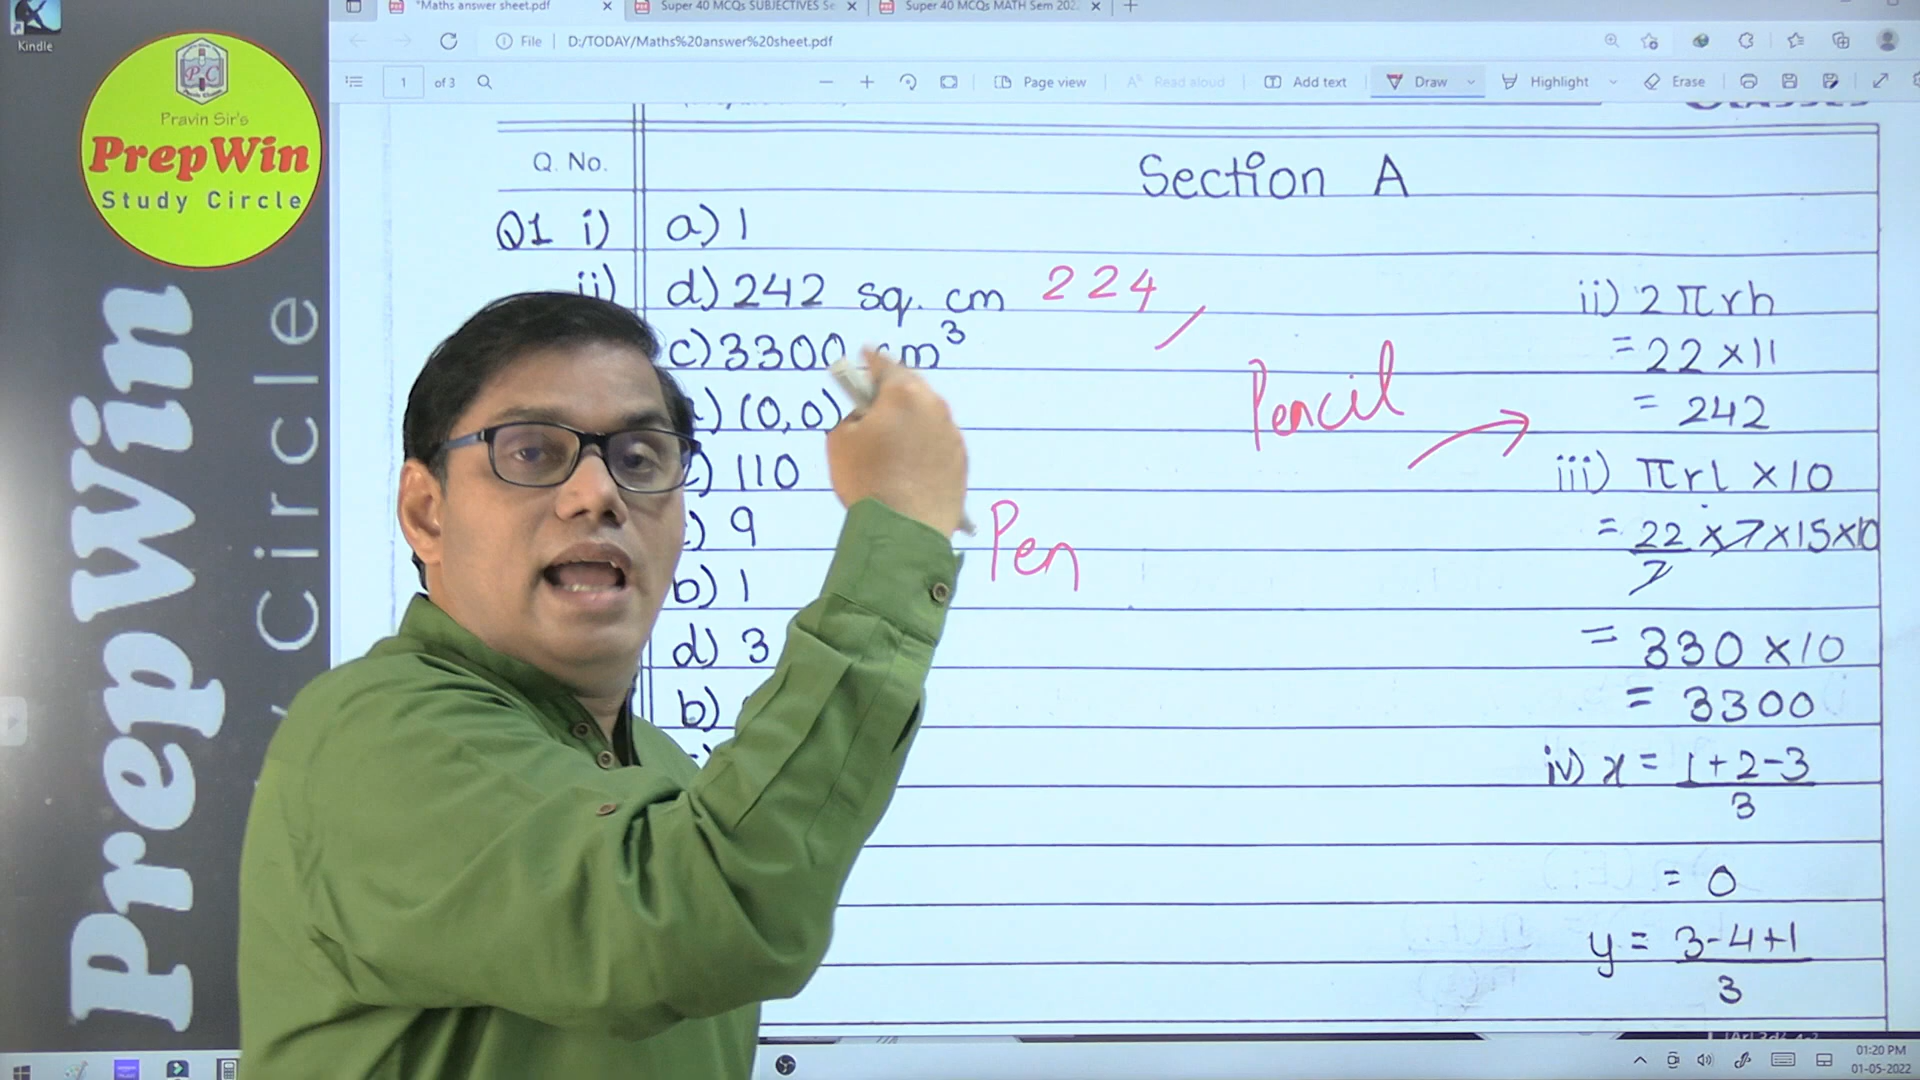 "Maths answer sheet.pdf
Super 40 MCQs SUBJECTIVES Se
Super 40 MCQs MATH Sem 202
File
D:/TODAY/Maths%20answer%20sheet.pdf
1
of 3
Page view
Read aloud
Add text
Draw
Highlight
Erase
Kindle
P C
Pravin Sir's
PrepWin
Study Circle
PrepWin
Circle
Q. No.
Section A
Q1 i)
a) 1
ii)
d) 242 sq. cm
224
c) 3300 cm³
(0,0)
) 110
) 9
b) 1
d) 3
b)
Pencil
Pen
ii) 2πrh
= 22×11
= 242
iii) πrl ×10
= 22 ×7×15×10
7
= 330 ×10
= 3300
iv) x = 1+2-3
3
= 0
y = 3-4+1
3
01:20 PM
01-05-2022